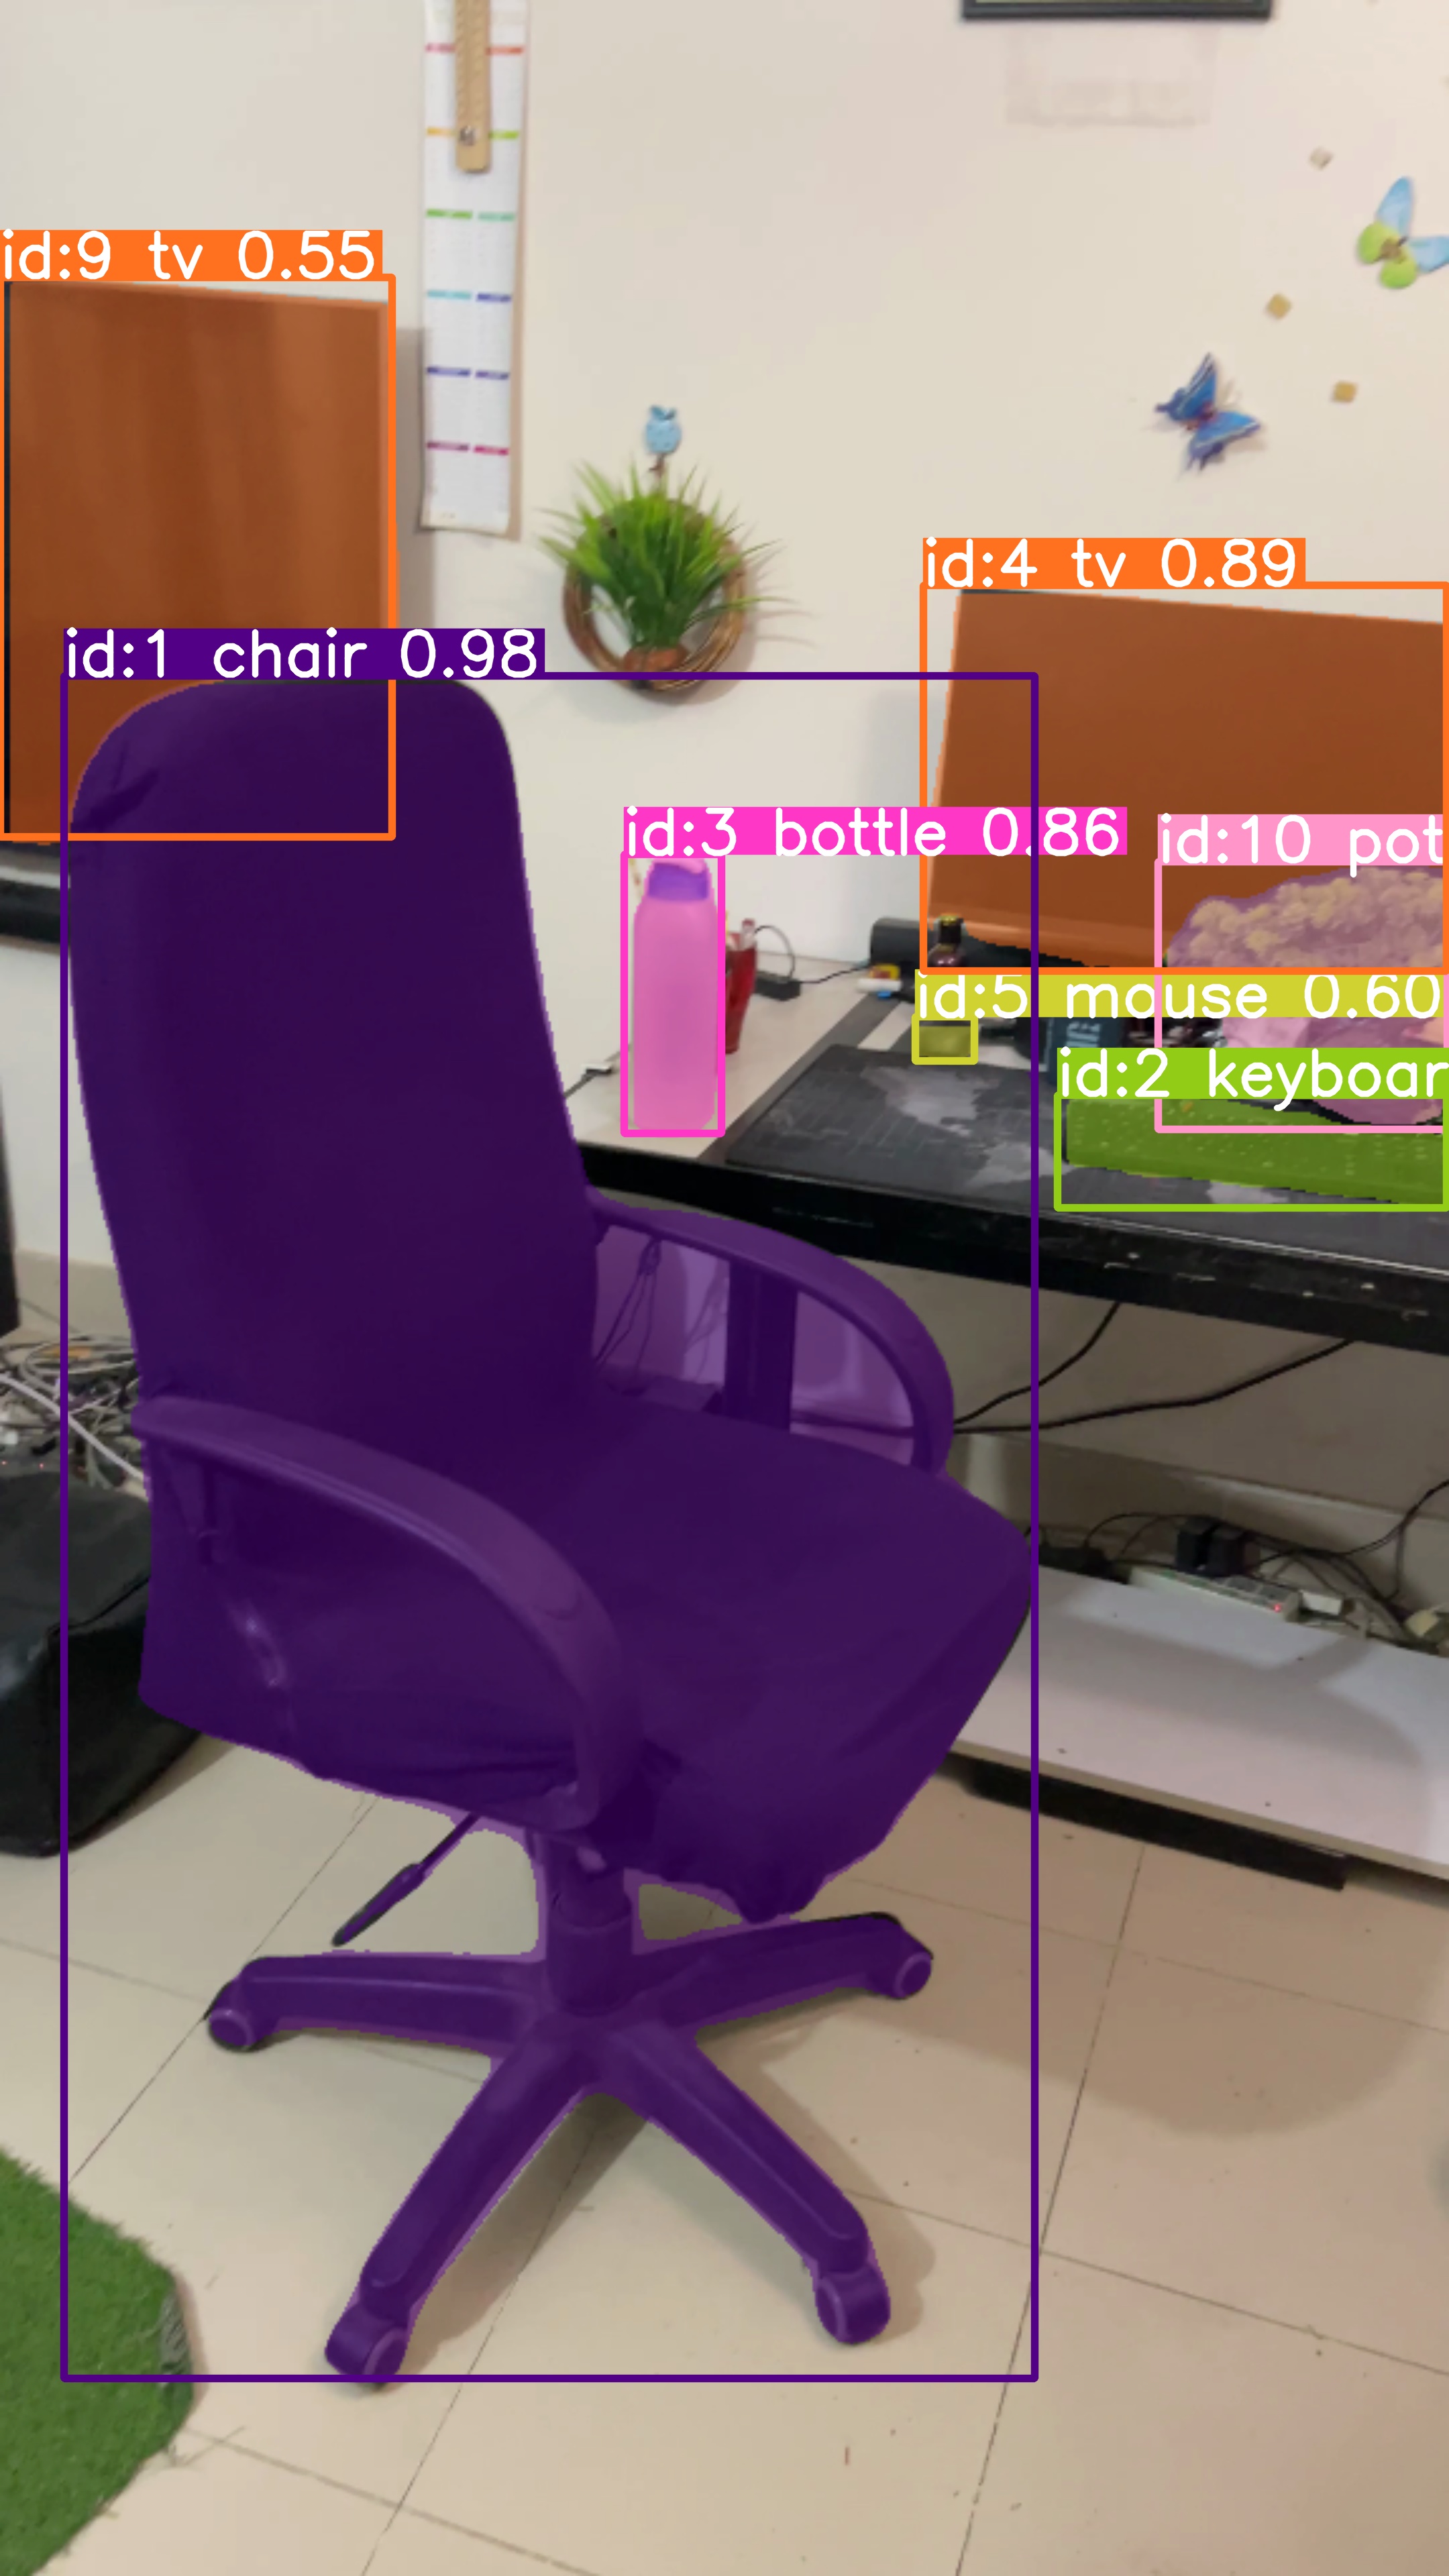 id:9 tv 0.55
id:4 tv 0.89
id:1 chair 0.98
id:3 bottle 0.86
id:10 pot
id:5 mouse 0.60
id:2 keyboar